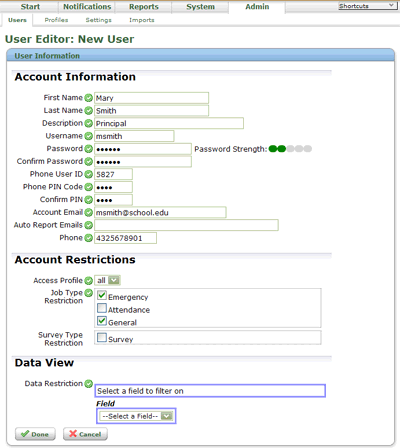 Start Notifications Reports System Admin Shortcuts
Users Profiles Settings Imports
User Editor: New User
User Information
Account Information
First Name Mary
Last Name Smith
Description Principal
Username msmith
Password •••••• Password Strength:
Confirm Password ••••••
Phone User ID 5827
Phone PIN Code ••••
Confirm PIN ••••
Account Email msmith@school.edu
Auto Report Emails
Phone 4325678901
Account Restrictions
Access Profile all
Job Type Restriction Emergency
Attendance
General
Survey Type Restriction Survey
Data View
Data Restriction Select a field to filter on
Field
--Select a Field--
Done Cancel